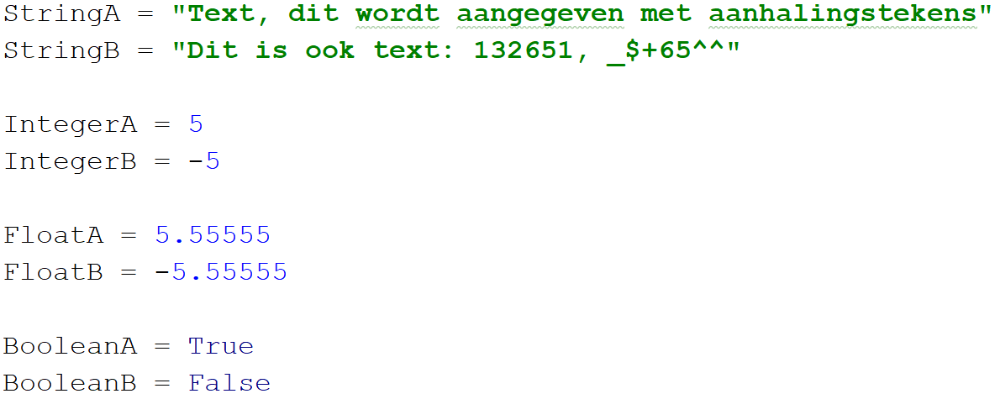 StringA = "Text, dit wordt aangegeven met aanhalingstekens"
StringB = "Dit is ook text: 132651, _$+65^^"
IntegerA = 5
IntegerB = -5
FloatA = 5.55555
FloatB = -5.55555
BooleanA = True
BooleanB = False